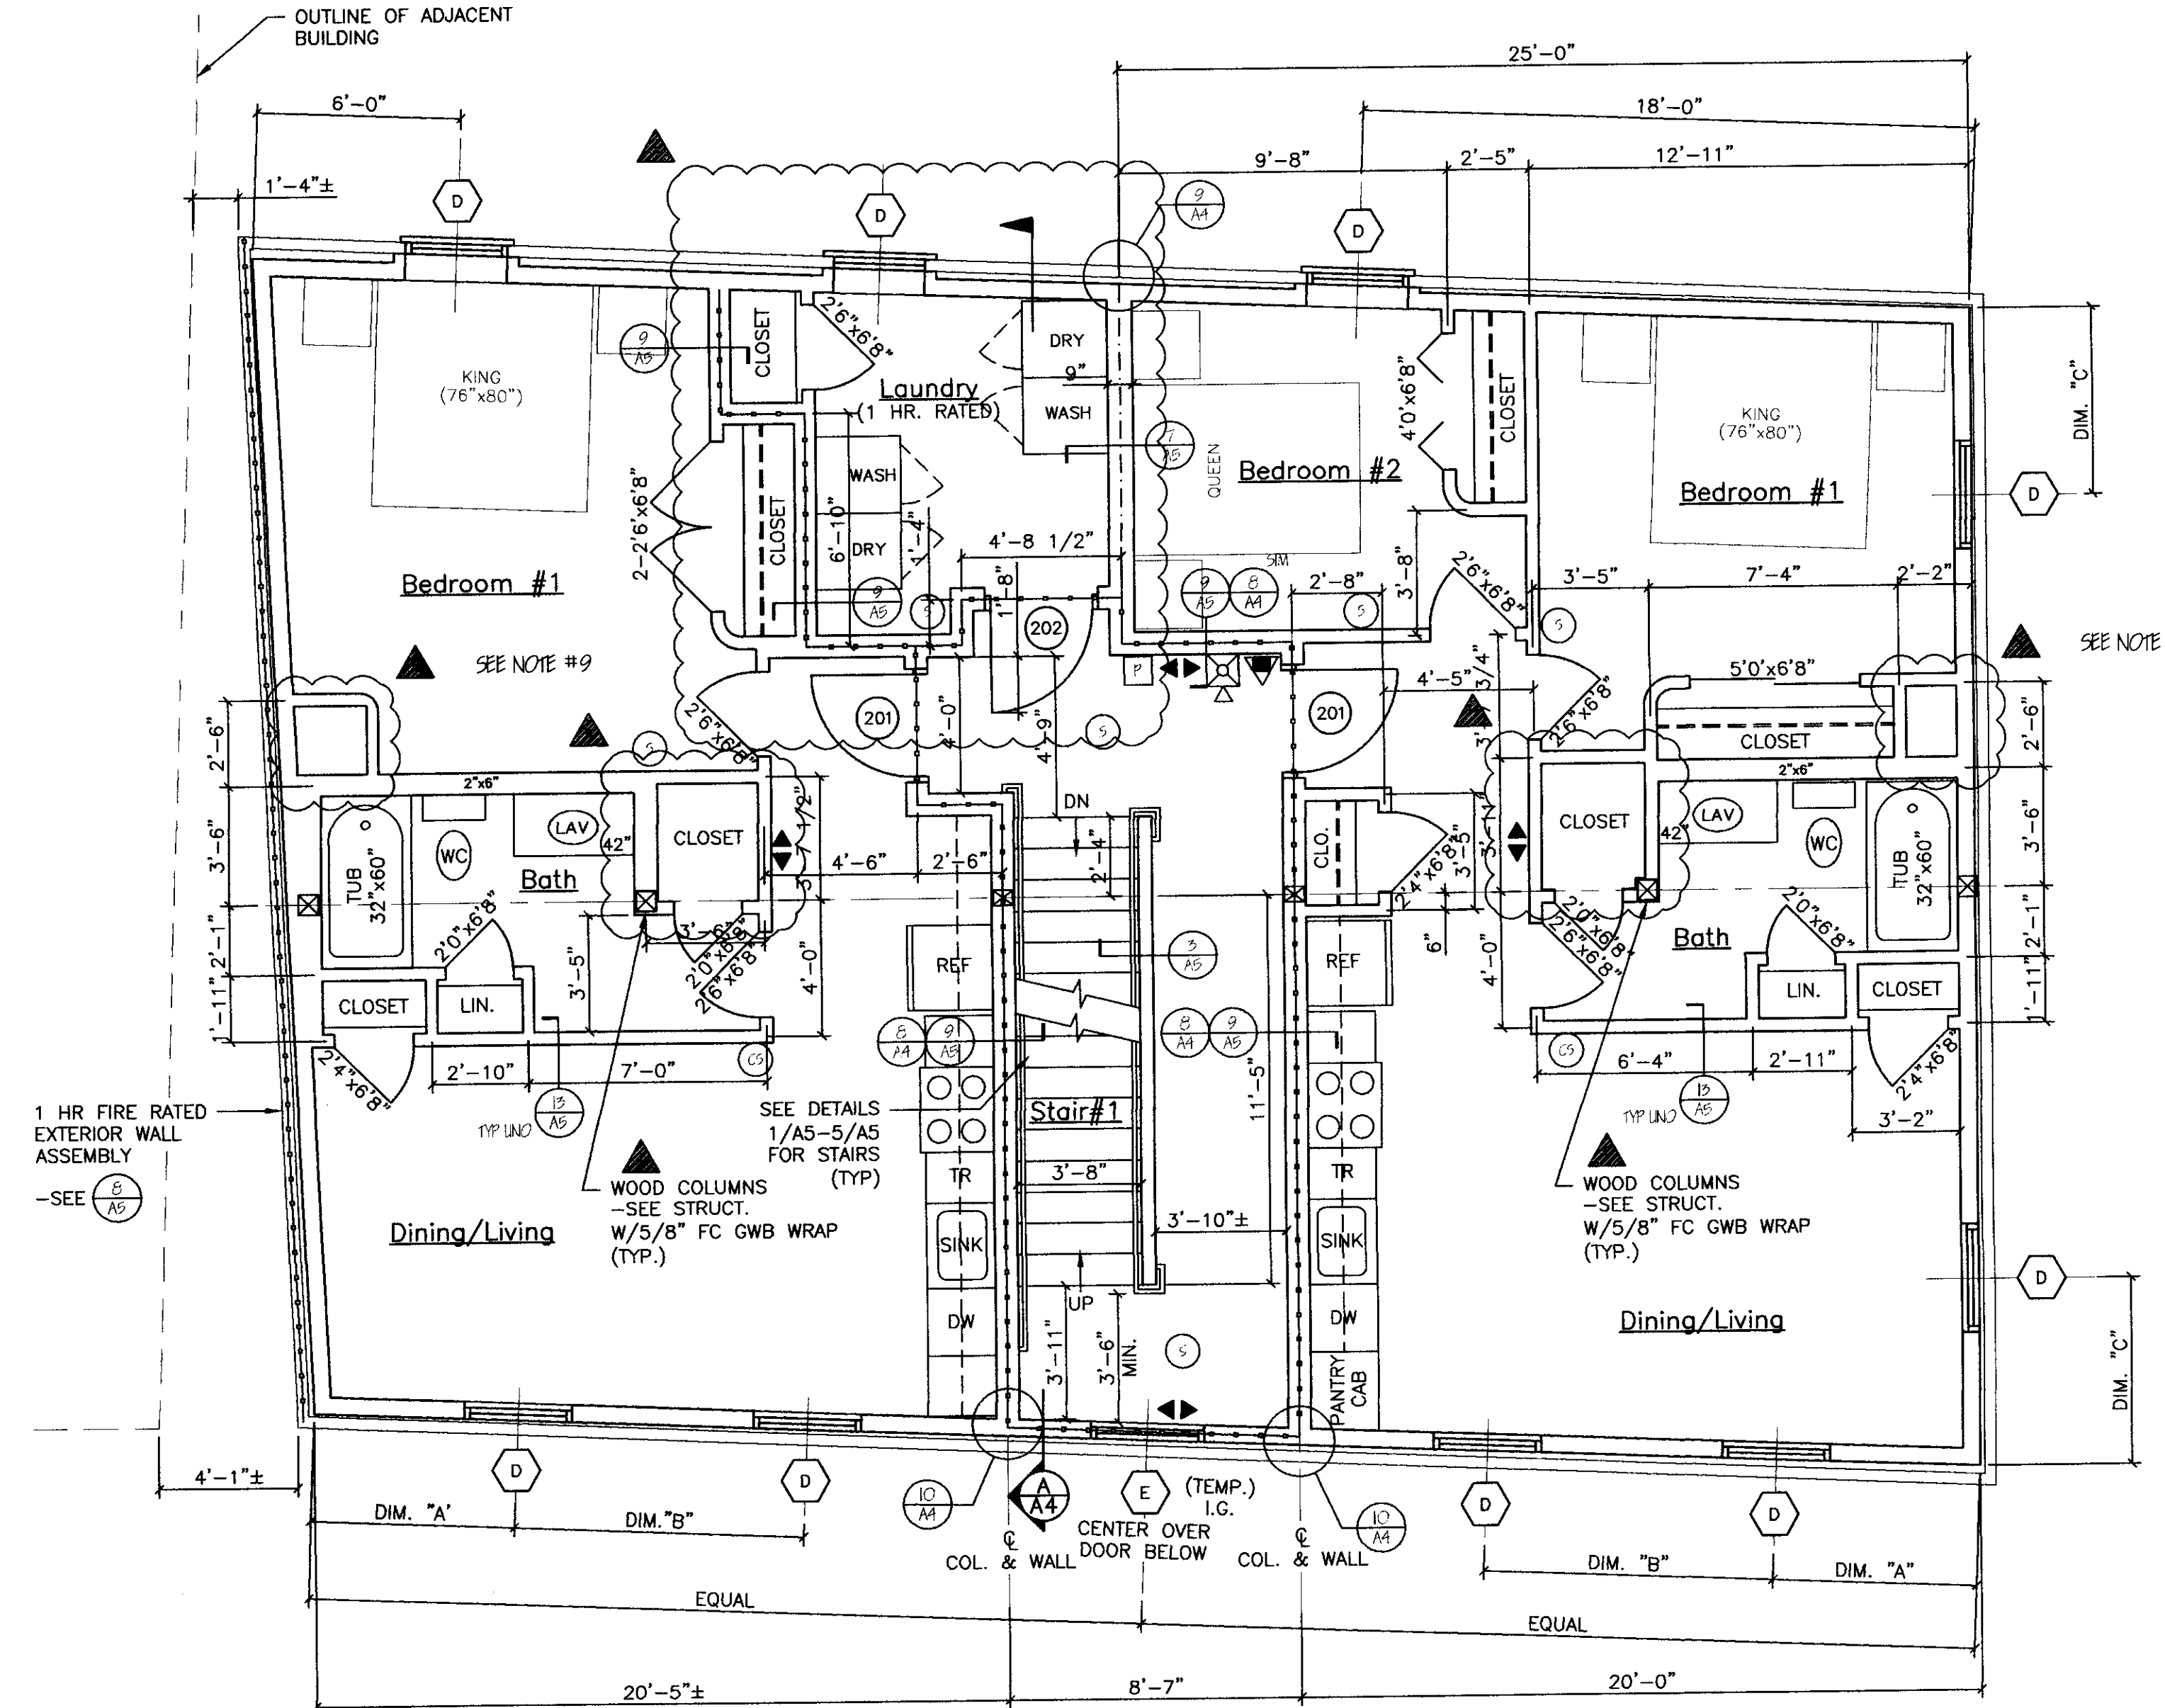 OUTLINE OF ADJACENT
BUILDING
25'-0"
6'-0"
18'-0"
9'-8"
2'-5"
12'-11"
1'-4"±
D
D
D
9
A4
CLOSET
2'6"x6'8"
DRY
9"
WASH
Laundry
(1 HR. RATED)
9
A5
KING
(76"x80")
4'0"x6'8"
CLOSET
KING
(76"x80")
DIM. "C"
7
A5
QUEEN
Bedroom #2
Bedroom #1
D
2-2'6"x6'8"
CLOSET
WASH
DRY
6'-10"
1'-4"
4'-8 1/2"
1'-8"
Bedroom #1
9
A5
S
202
SIM
9
A5
8
A4
2'-8"
S
3'-8"
2'6"x6'8"
S
3'-5"
7'-4"
2'-2"
SEE NOTE #9
SEE NOTE
P
2'6"x6'8"
201
4'-0"
4'-9"
S
201
4'-5"
2'6"x6'8"
5'0"x6'8"
CLOSET
2'-6"
2'-6"
S
2"x6"
2"x6"
TUB
32"x60"
WC
LAV
42"
Bath
CLOSET
3'-7 1/2"
4'-6"
2'-6"
DN
2'-4"
CLO.
2'4"x6'8"
3'-5"
3'-11"
CLOSET
42"
LAV
WC
TUB
32"x60"
Bath
3'-6"
3'-6"
2'-1"
2'-1"
1'-11"
1'-11"
2'0"x6'8"
3'-5"
3'-6"
2'0"x6'8"
2'6"x6'8"
4'-0"
REF
3
A5
REF
6"
4'-0"
2'0"x6'8"
2'6"x6'8"
2'0"x6'8"
CLOSET
LIN.
LIN.
CLOSET
2'4"x6'8"
2'-10"
7'-0"
CS
8
A4
9
A5
8
A4
9
A5
CS
6'-4"
2'-11"
2'4"x6'8"
3'-2"
13
A5
TYP UNO
13
A5
TYP UNO
1 HR FIRE RATED
EXTERIOR WALL
ASSEMBLY
-SEE
8
A5
SEE DETAILS
1/A5-5/A5
FOR STAIRS
(TYP)
Stair#1
11'-5"
3'-8"
3'-10"±
TR
TR
SINK
SINK
DW
DW
PANTRY
CAB
WOOD COLUMNS
-SEE STRUCT.
W/5/8" FC GWB WRAP
(TYP.)
WOOD COLUMNS
-SEE STRUCT.
W/5/8" FC GWB WRAP
(TYP.)
Dining/Living
Dining/Living
UP
3'-11"
3'-6"
MIN.
S
D
DIM. "C"
4'-1"±
D
D
10
A4
A
A4
E
(TEMP.)
I.G.
CENTER OVER
DOOR BELOW
10
A4
D
D
DIM. "A'
DIM."B"
℄
COL. & WALL
℄
COL. & WALL
DIM. "B"
DIM. "A"
EQUAL
EQUAL
20'-5"±
8'-7"
20'-0"